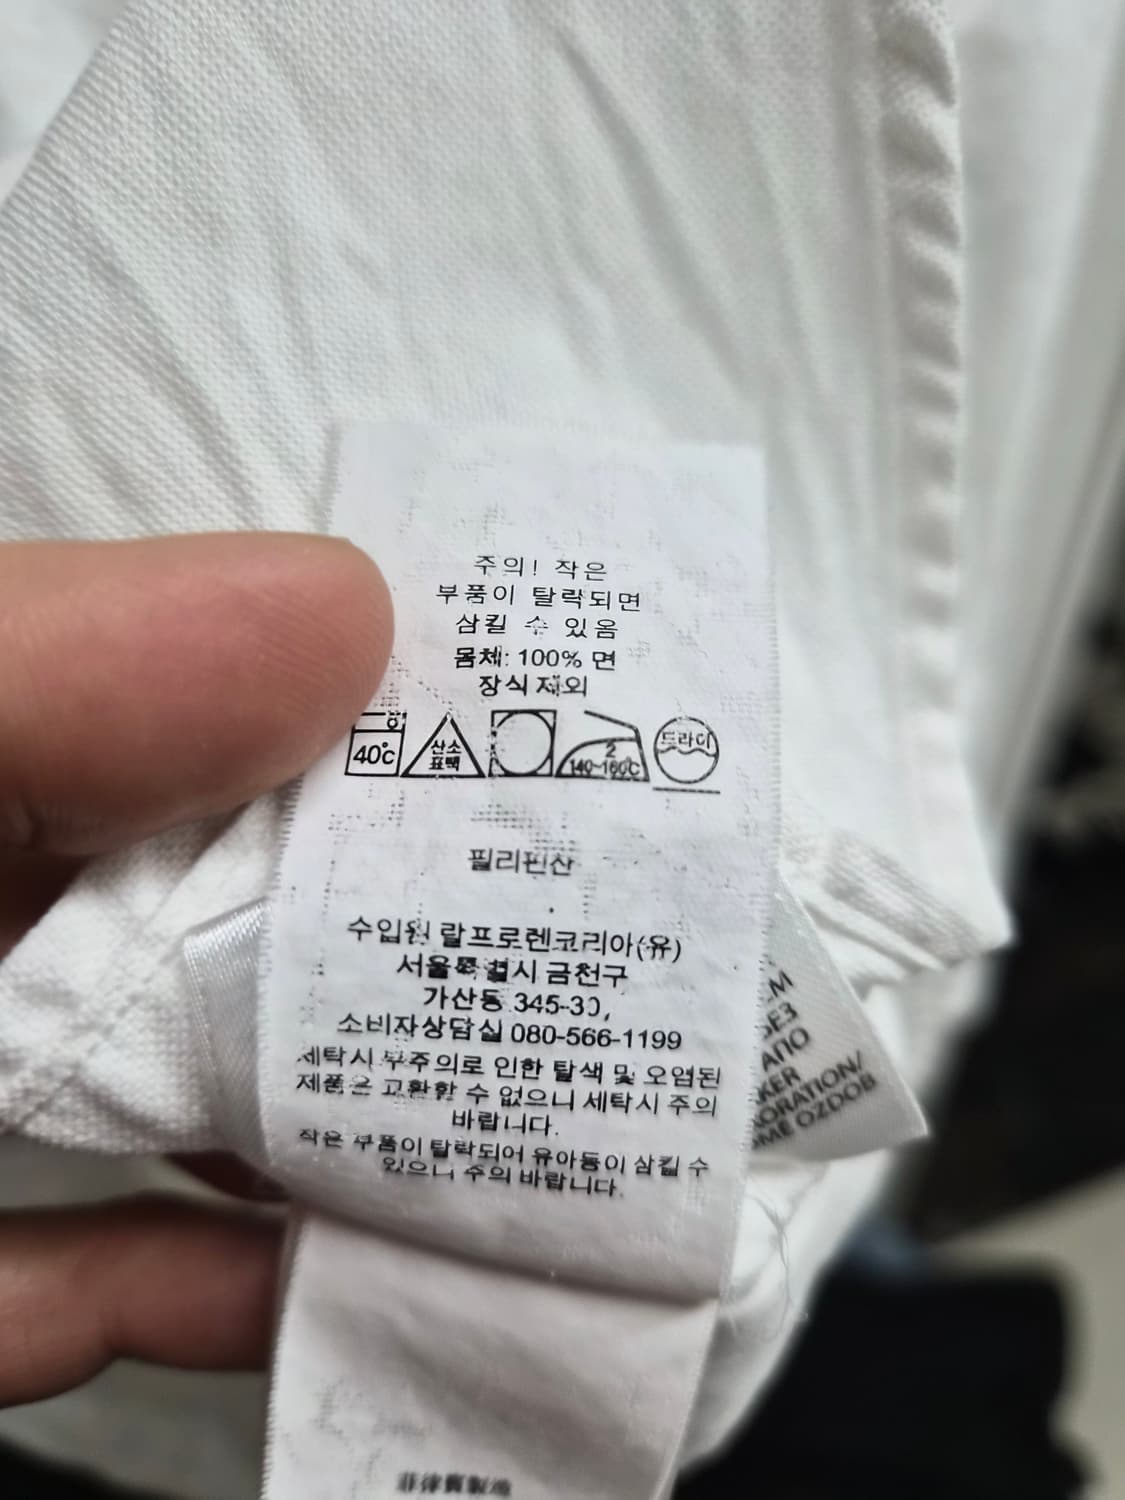 주의! 작은
부품이 탈락되면
삼킬 수 있옴
몸체: 100% 면
장식 제외
40℃
산소
표백
2
140~160℃
드라이
필리핀산
수입원 랄프로렌코리아(유)
서울특별시 금천구
가산동 345-30,
소비자상담실 080-566-1199
세탁시 부주의로 인한 탈색 및 오염된
제품은 교환할 수 없으니 세탁시 주의
바랍니다.
작은 부품이 탈락되어 유아등이 삼킬 수
있으니 주의 바랍니다.
ME OZDOB